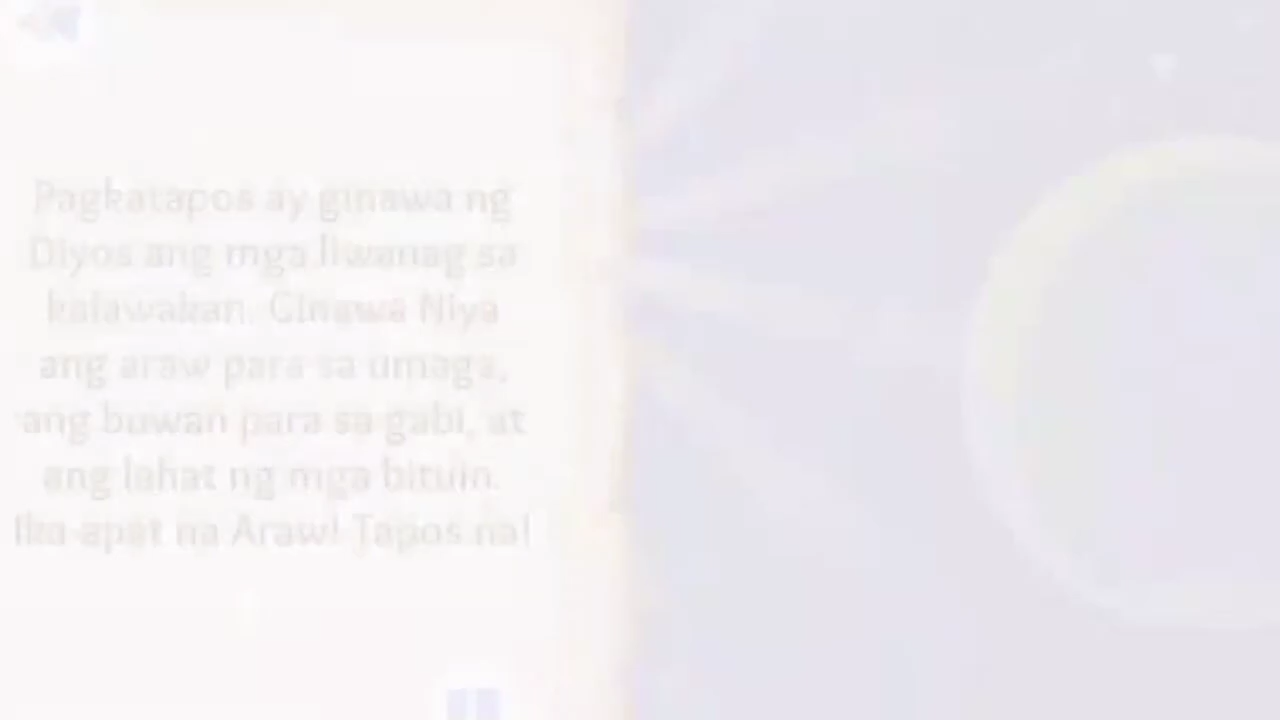 Pagkatapos ay ginawa ng
Diyos ang mga liwanag sa
kalawakan. Ginawa Niya
ang araw para sa umaga,
ang buwan para sa gabi, at
ang lahat ng mga bituin.
Ika-apat na Araw! Tapos na!